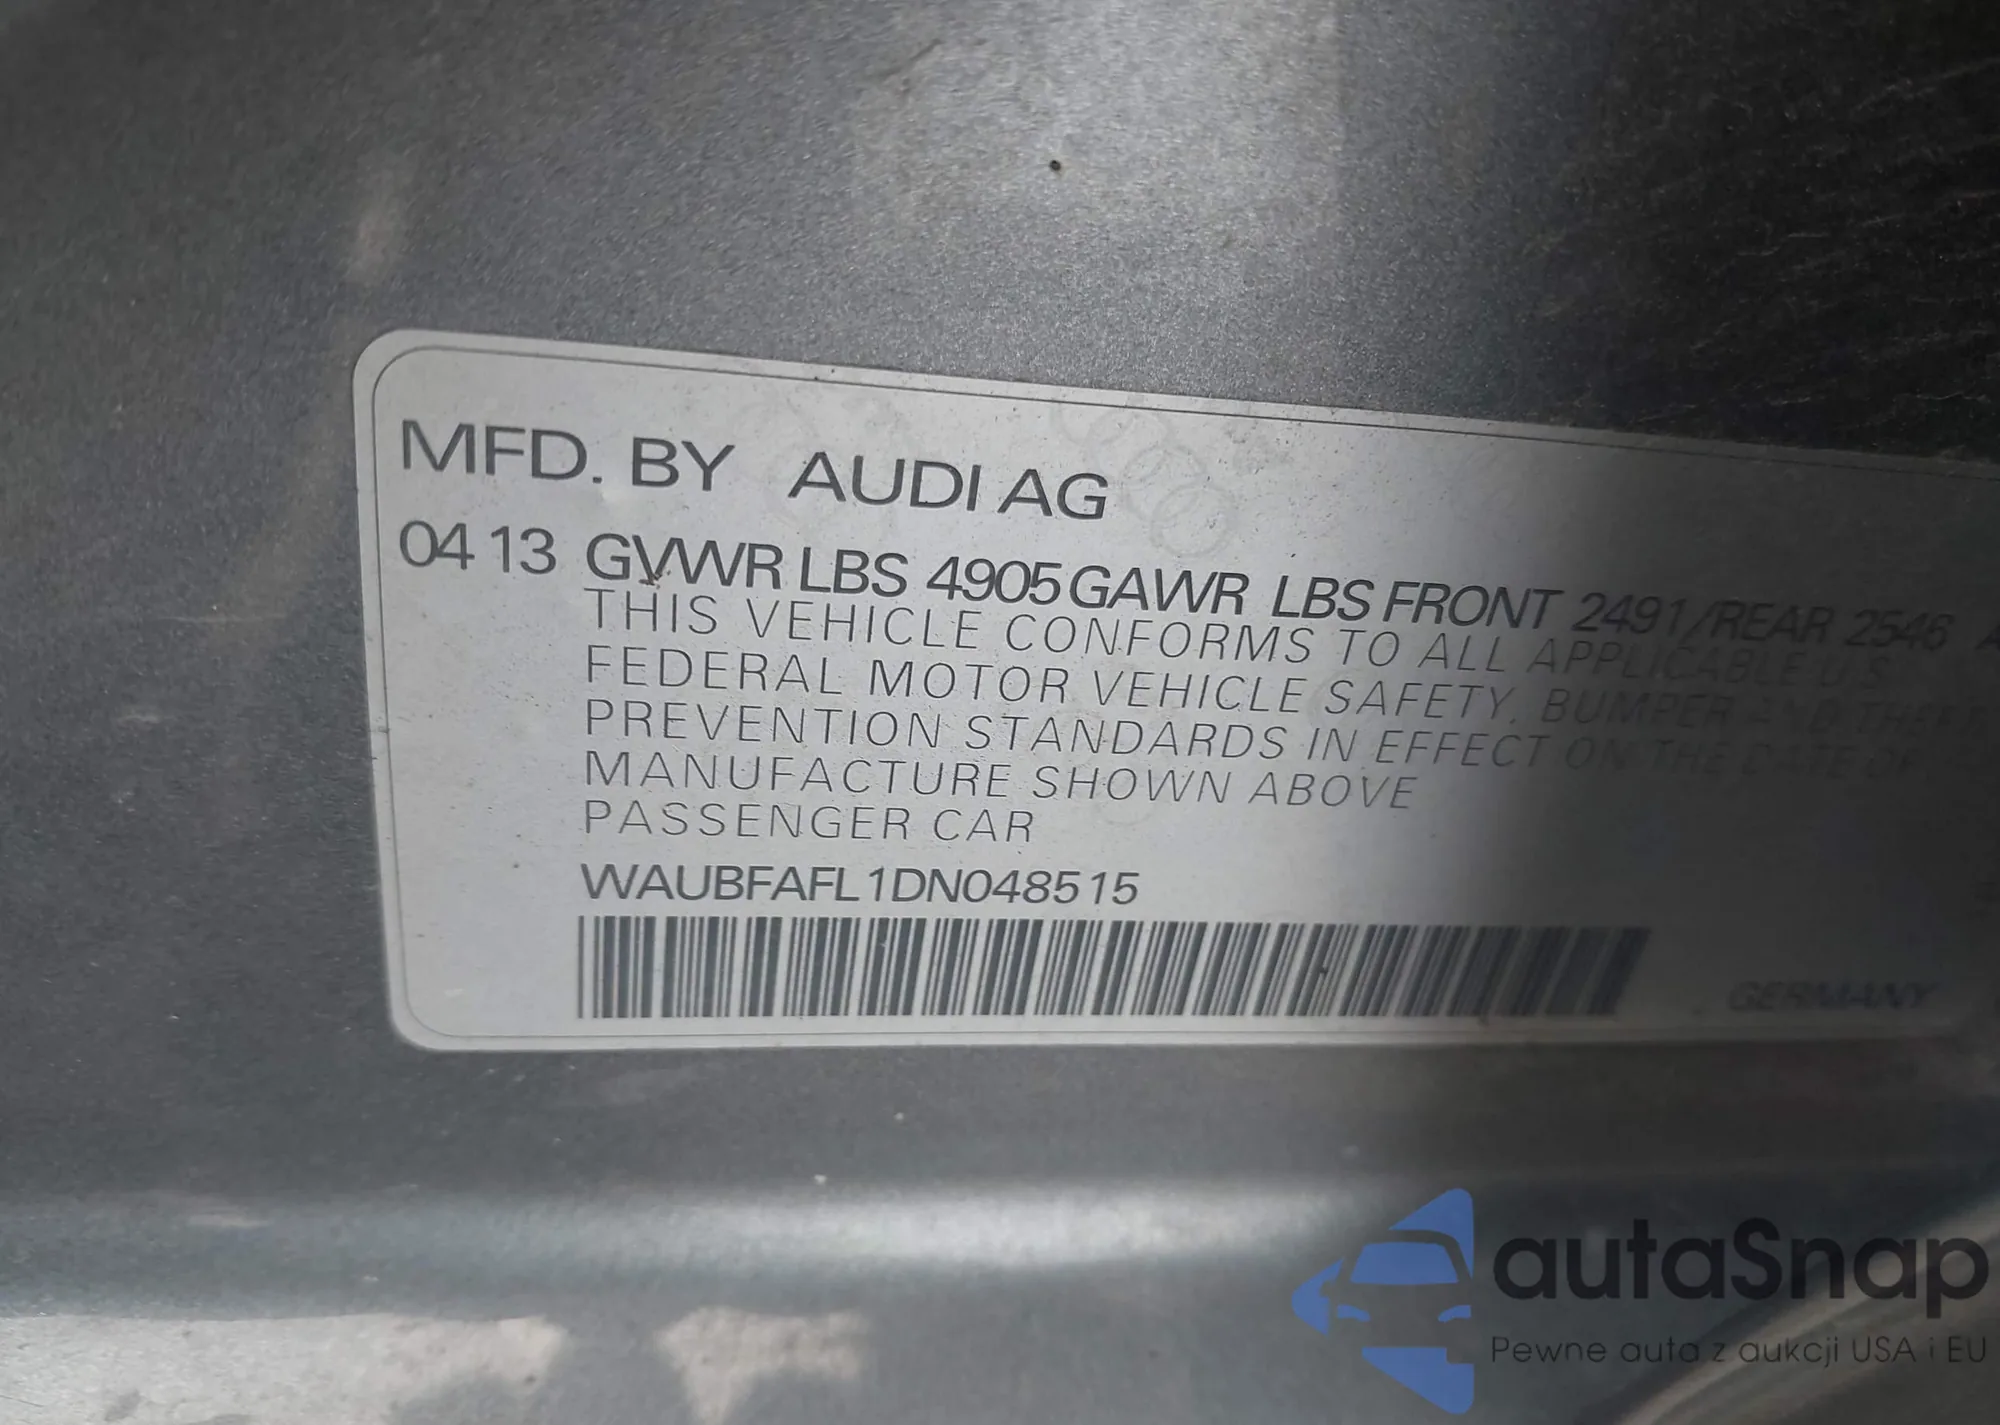 MFD. BY AUDI AG
04 13 GVWR LBS 4905 GAWR LBS FRONT 2491/REAR 2546 A
THIS VEHICLE CONFORMS TO ALL APPLICABLE U.S.
FEDERAL MOTOR VEHICLE SAFETY, BUMPER AND THEFT
PREVENTION STANDARDS IN EFFECT ON THE DATE OF
MANUFACTURE SHOWN ABOVE
PASSENGER CAR
WAUBFAFL1DN048515
GERMANY
autaSnap
Pewne auta z aukcji USA i EU